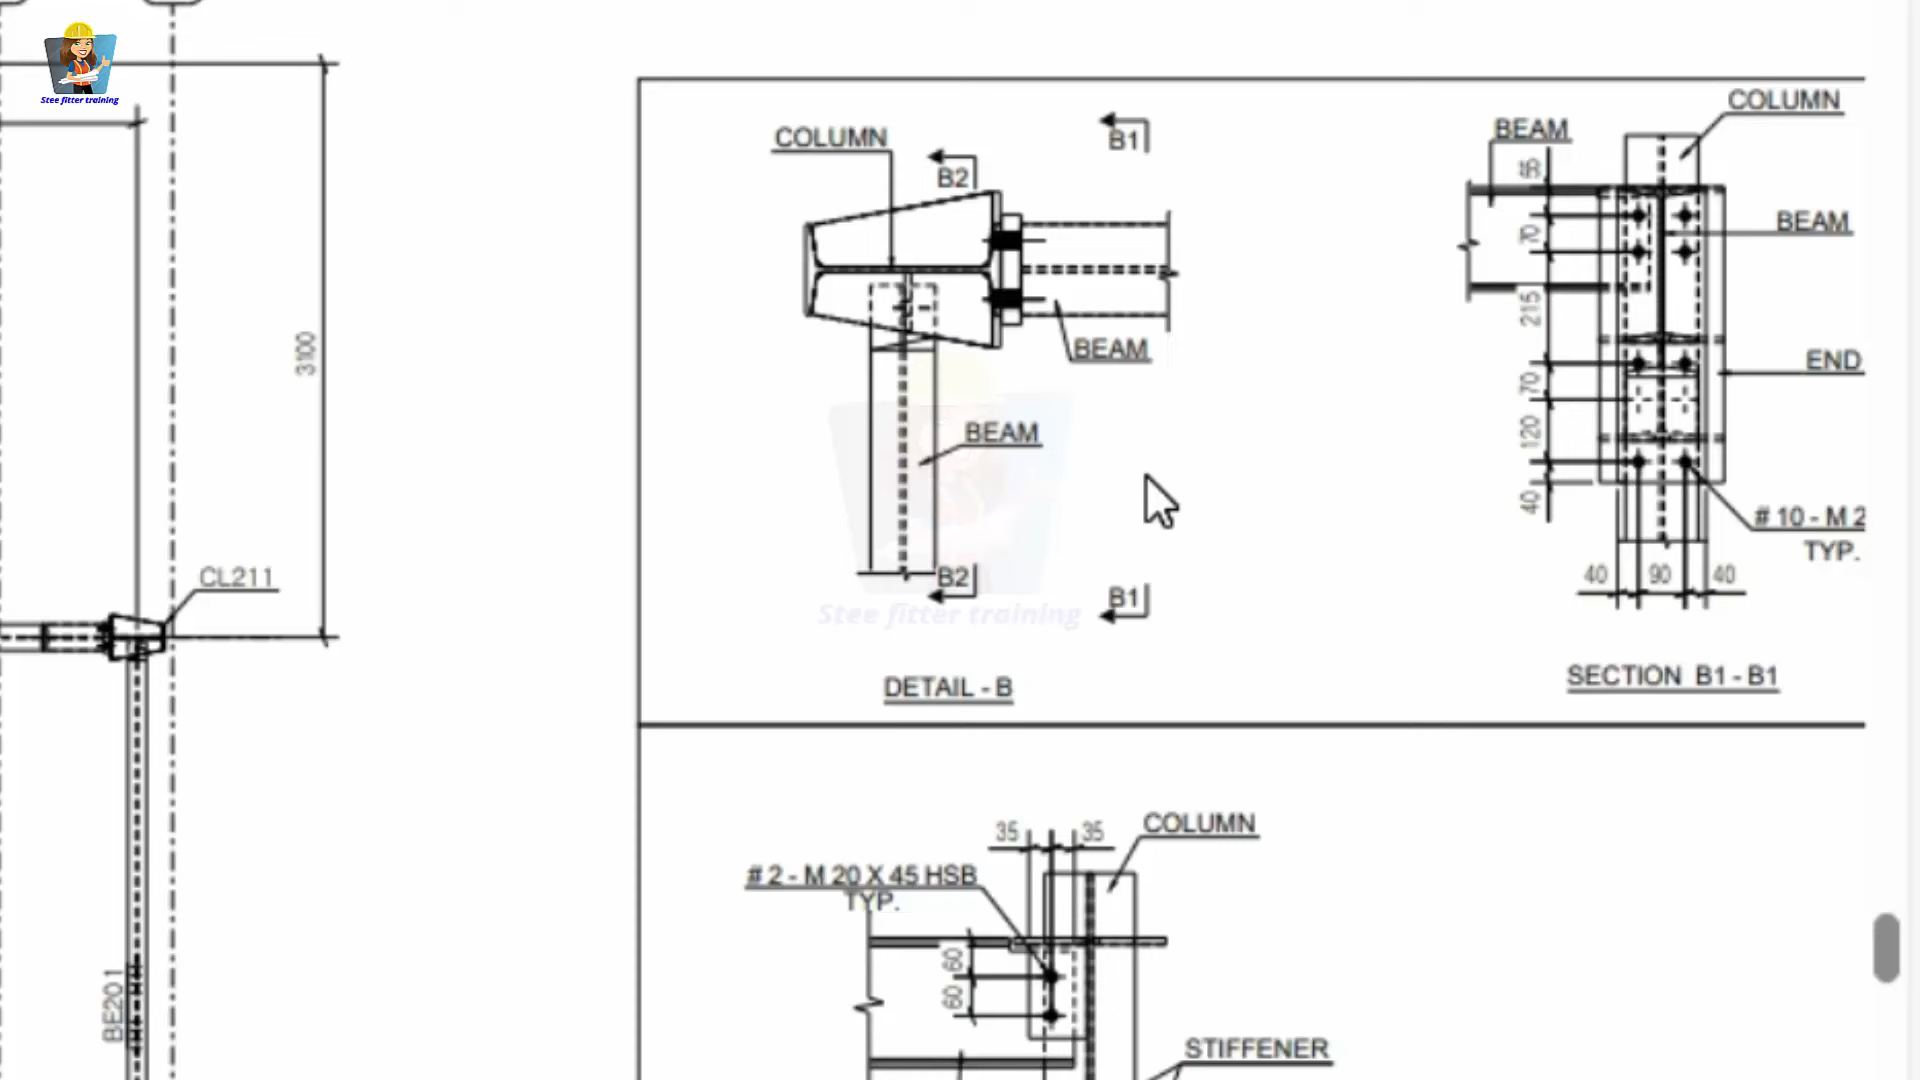 Stee fitter training
3100
CL211
BE201
COLUMN
B2
B1
BEAM
BEAM
B2
B1
Stee fitter training
DETAIL - B
COLUMN
BEAM
BEAM
70
215
END
70
120
40
# 10 - M 2
TYP.
40 90 40
SECTION B1 - B1
35 35
COLUMN
# 2 - M 20 X 45 HSB
TYP.
60
60
STIFFENER